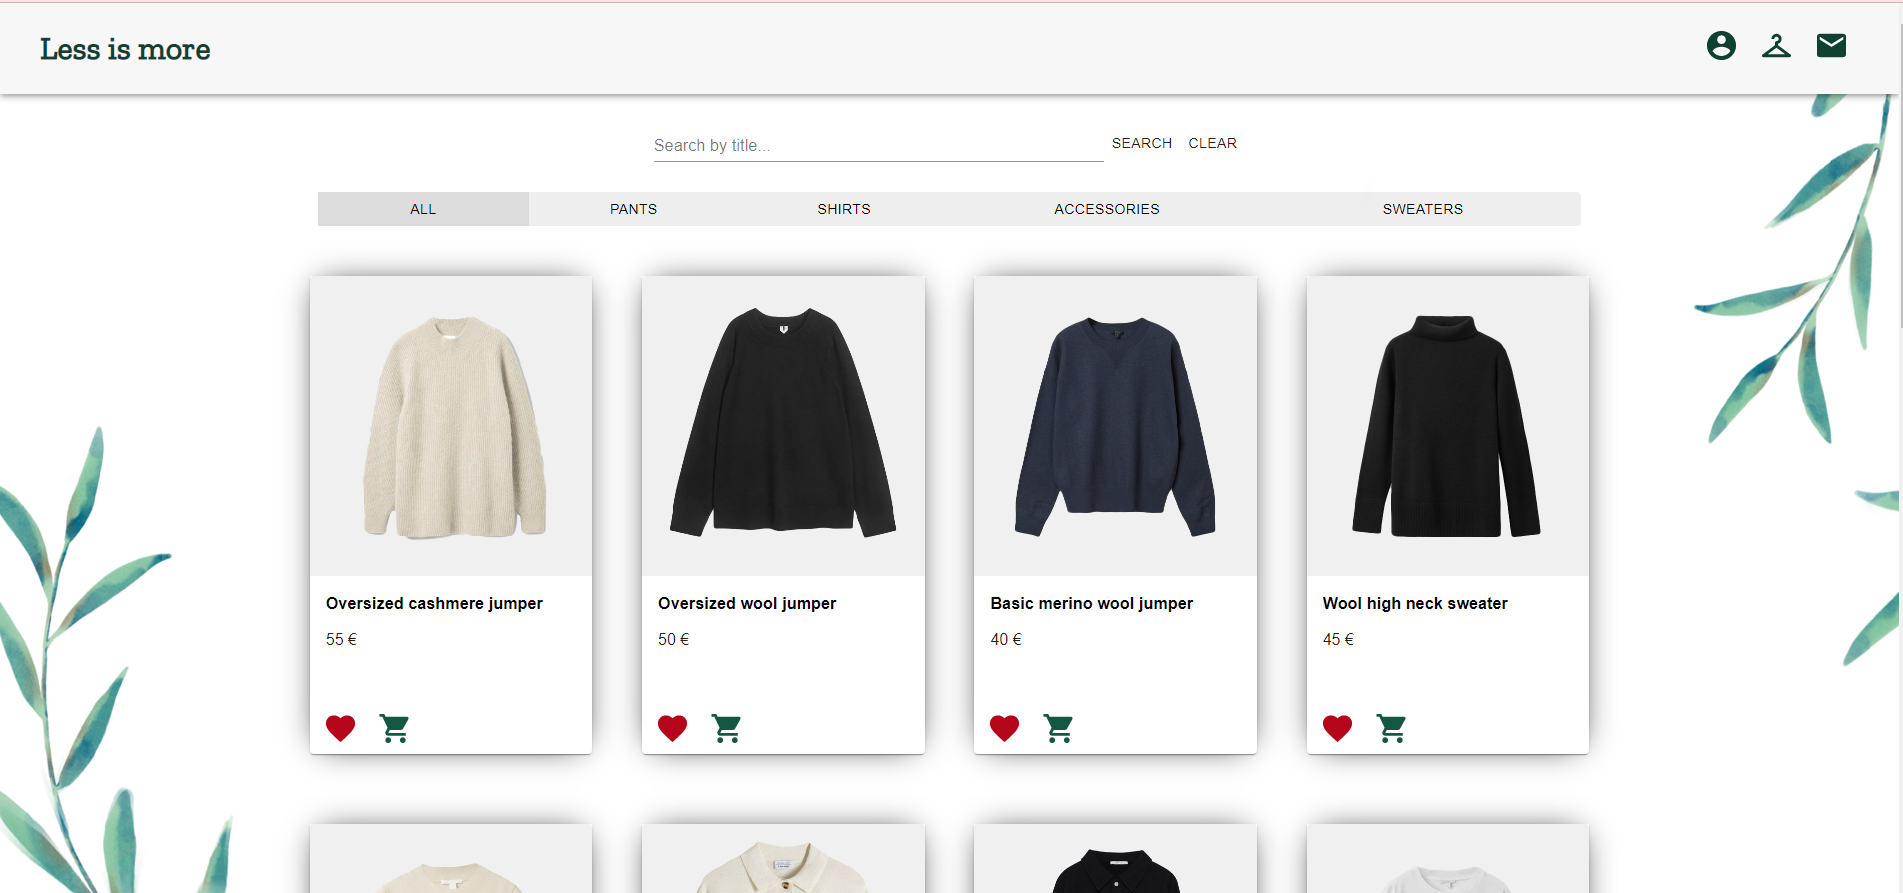 Less is more
Search by title... SEARCH CLEAR
ALL PANTS SHIRTS ACCESSORIES SWEATERS
Oversized cashmere jumper
55 €
Oversized wool jumper
50 €
Basic merino wool jumper
40 €
Wool high neck sweater
45 €